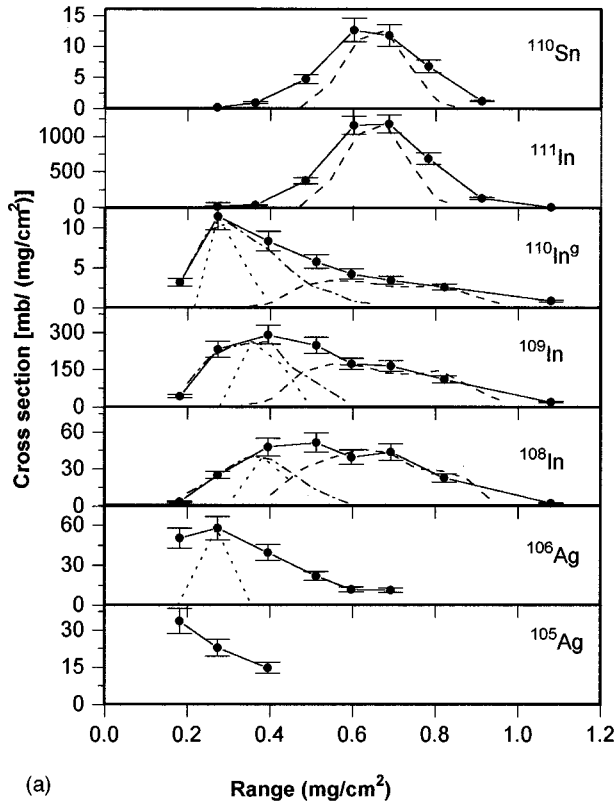 15
10
5
0
¹¹⁰Sn
1000
500
0
¹¹¹In
10
5
0
¹¹⁰Inᵍ
300
150
0
¹⁰⁹In
60
30
0
¹⁰⁸In
60
30
0
¹⁰⁶Ag
30
15
0
¹⁰⁵Ag
Cross section [mb/ (mg/cm²)]
0.0 0.2 0.4 0.6 0.8 1.0 1.2
(a) Range (mg/cm²)